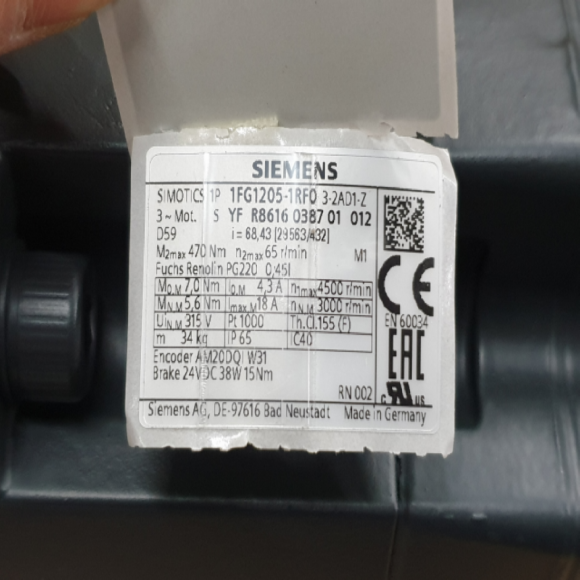 SIEMENS
SIMOTICS 1P 1FG1205-1RF0 3-2AD1-Z
3~Mot. S YF R8616 0387 01 012
D59 i = 68,43 [29563/432]
M2max 470 Nm n2max 65 r/min M1
Fuchs Renolin PG220 0,45l
M0.M 7,0 Nm I0.M 4,3 A n1max 4500 r/min
MN.M 5,6 Nm Imax.M 18 A nN.M 3000 r/min
UiN.M 315 V Pt 1000 Th.Cl.155 (F)
m 34 kg IP 65 IC40
CE
EN 60034
EAC
Encoder AM20DQI W31
Brake 24VDC 38W 15Nm
RN 002
c RU us
Siemens AG, DE-97616 Bad Neustadt Made in Germany